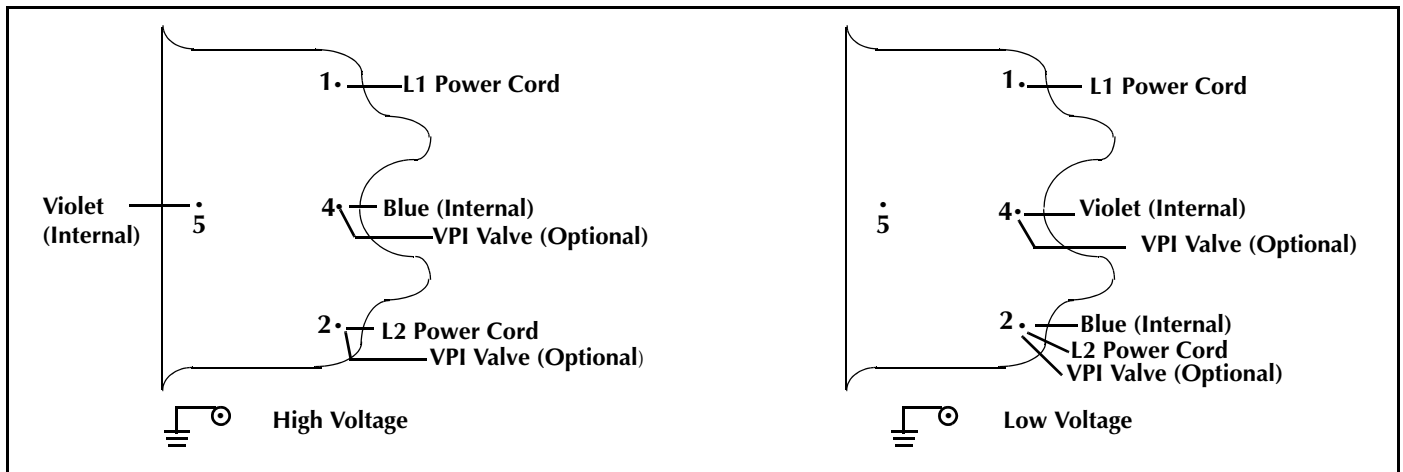 1
L1 Power Cord
Violet
(Internal)
5
4
Blue (Internal)
VPI Valve (Optional)
2
L2 Power Cord
VPI Valve (Optional)
High Voltage
1
L1 Power Cord
5
4
Violet (Internal)
VPI Valve (Optional)
2
Blue (Internal)
L2 Power Cord
VPI Valve (Optional)
Low Voltage